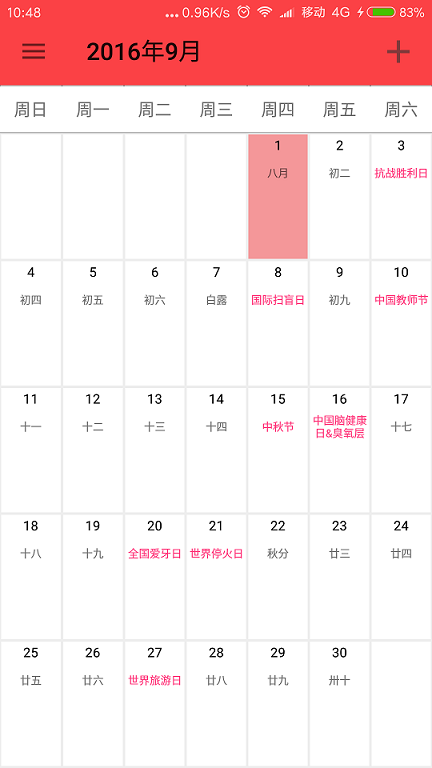 10:48 ... 0.96K/s 移动 4G 83%
2016年9月
周日 周一 周二 周三 周四 周五 周六
1 2 3
八月 初二 抗战胜利日
4 5 6 7 8 9 10
初四 初五 初六 白露 国际扫盲日 初九 中国教师节
11 12 13 14 15 16 17
十一 十二 十三 十四 中秋节 中国脑健康 十七
日&臭氧层
18 19 20 21 22 23 24
十八 十九 全国爱牙日 世界停火日 秋分 廿三 廿四
25 26 27 28 29 30
廿五 廿六 世界旅游日 廿八 廿九 卅十